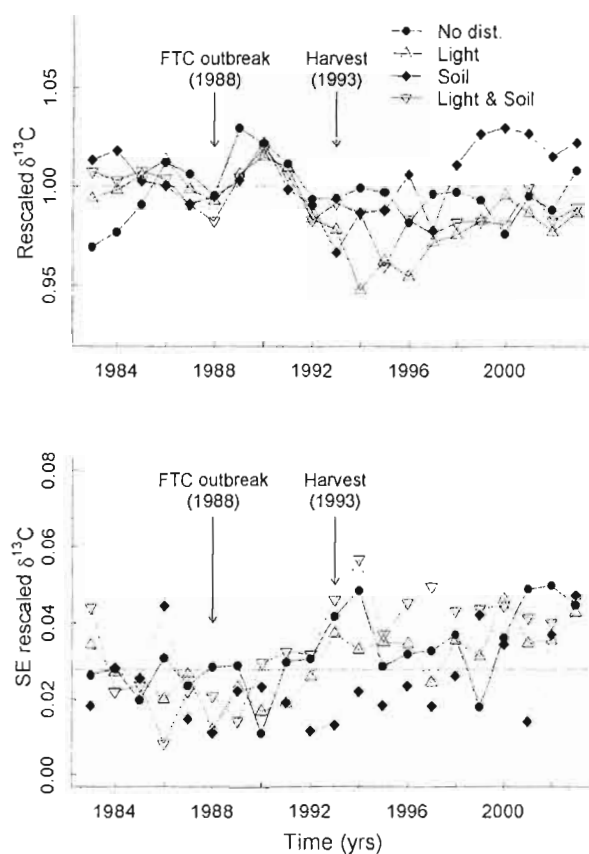 No dist.
Light
Soil
Light & Soil
FTC outbreak
(1988)
Harvest
(1993)
Rescaled δ¹³C
1.05
1.00
0.95
1984 1988 1992 1996 2000
FTC outbreak
(1988)
Harvest
(1993)
SE rescaled δ¹³C
0.08
0.06
0.04
0.02
0.00
1984 1988 1992 1996 2000
Time (yrs)